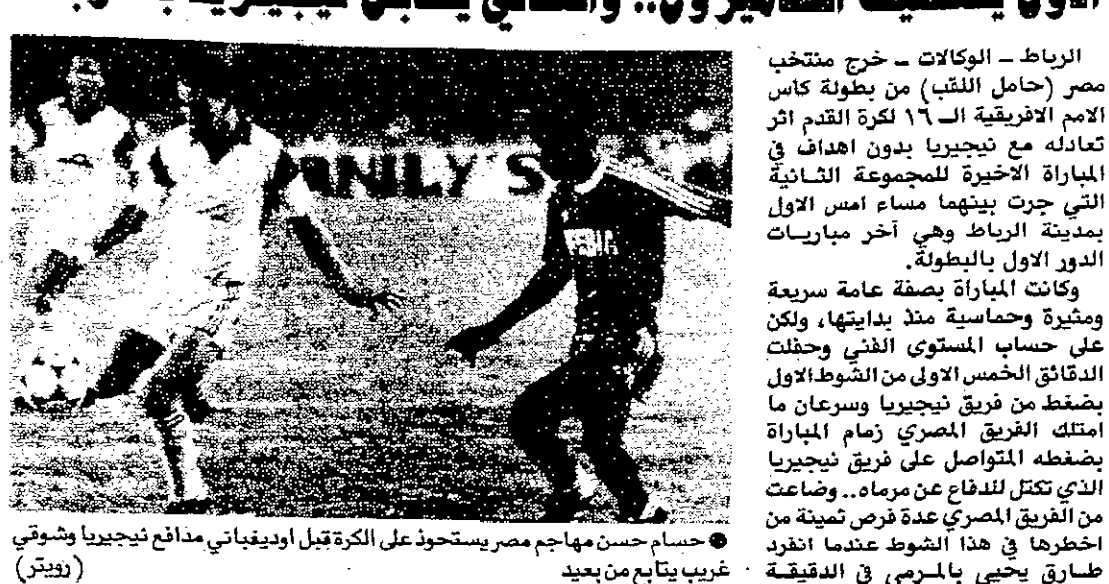 الرباط ــ الوكالات ــ خرج منتخب
مصر (حامل اللقب) من بطولة كاس
الامم الافريقية الـ ١٦ لكرة القدم اثر
تعادله مع نيجيريا بدون اهداف في
المباراة الاخيرة للمجموعة الثانية
التي جرت بينهما مساء امس الاول
بمدينة الرباط وهي آخر مباريات
الدور الاول بالبطولة.
وكانت المباراة بصفة عامة سريعة
ومثيرة وحماسية منذ بدايتها، ولكن
على حساب المستوى الفني وحفلت
الدقائق الخمس الاولى من الشوط الاول
بضغط من فريق نيجيريا وسرعان ما
امتلك الفريق المصري زمام المباراة
بضغطه المتواصل على فريق نيجيريا
الذي تكتل للدفاع عن مرماه.. وضاعت
من الفريق المصري عدة فرص ثمينة من
اخطرها في هذا الشوط عندما انفرد
طارق يحيى بالمرمى في الدقيقة
● حسام حسن مهاجم مصر يستحوذ على الكرة قبل اوديغباني مدافع نيجيريا وشوقي
غريب يتابع من بعيد (رويتر)